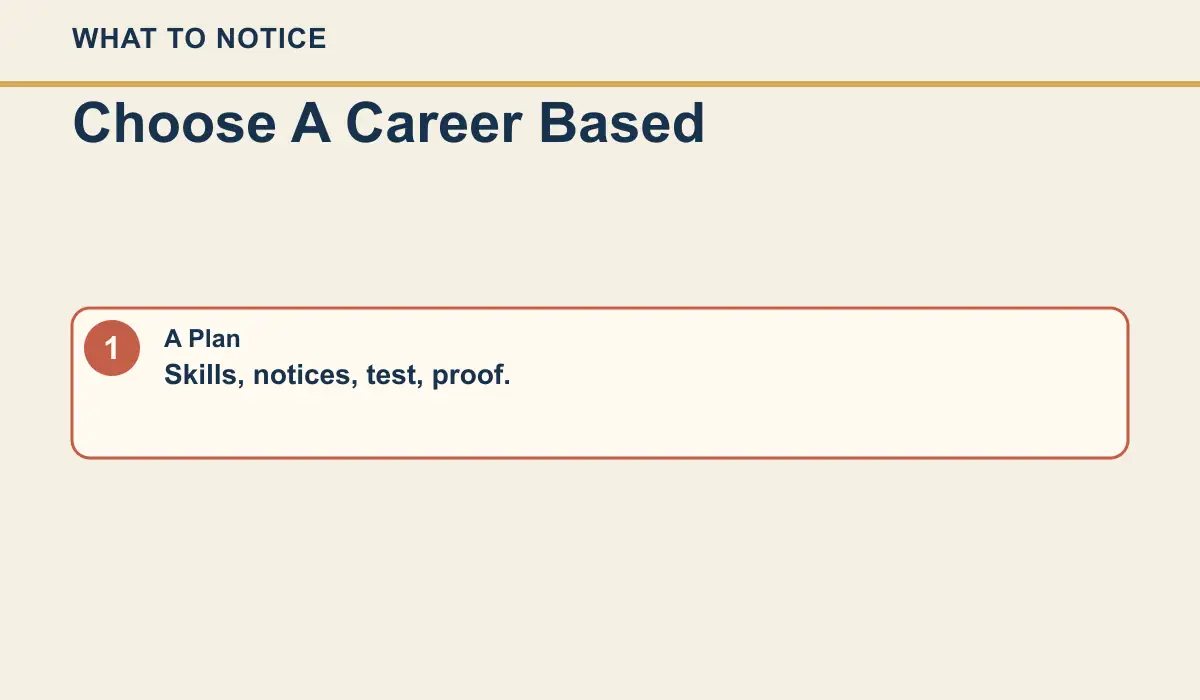 WHAT TO NOTICE
Choose A Career Based
1
A Plan
Skills, notices, test, proof.